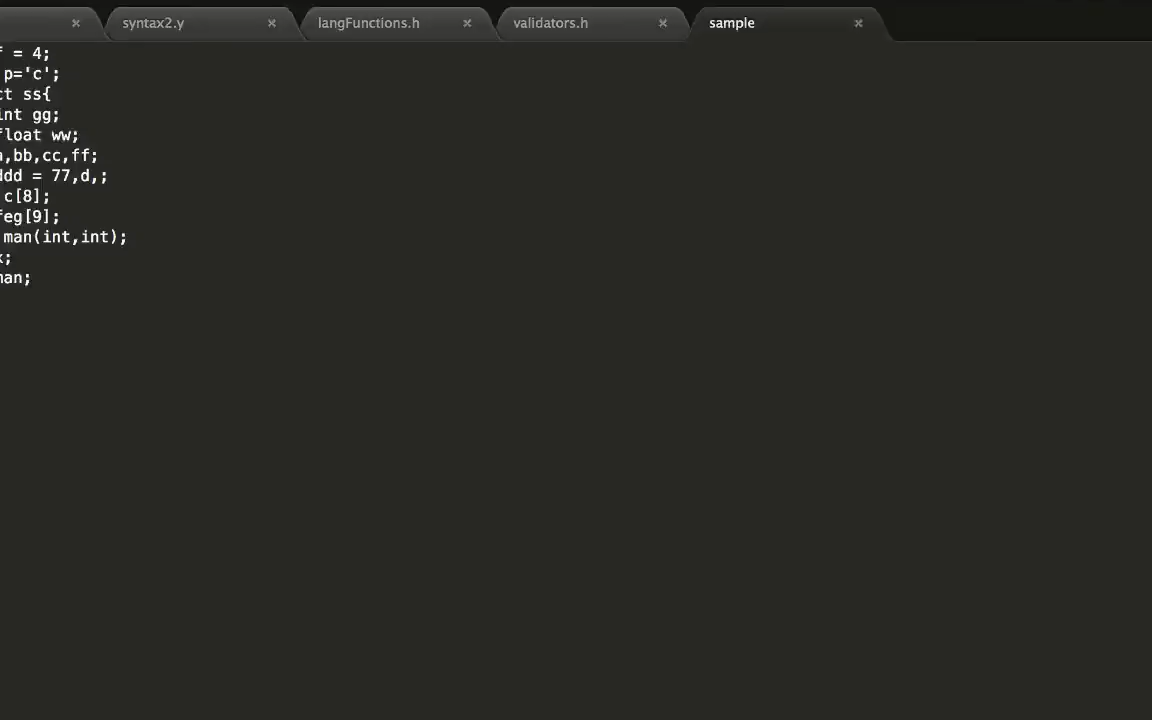 syntax2.y
langFunctions.h
validators.h
sample
= 4;
p='c';
ct ss{
int gg;
float ww;
,bb,cc,ff;
ddd = 77,d,;
c[8];
feg[9];
man(int,int);
;
man;